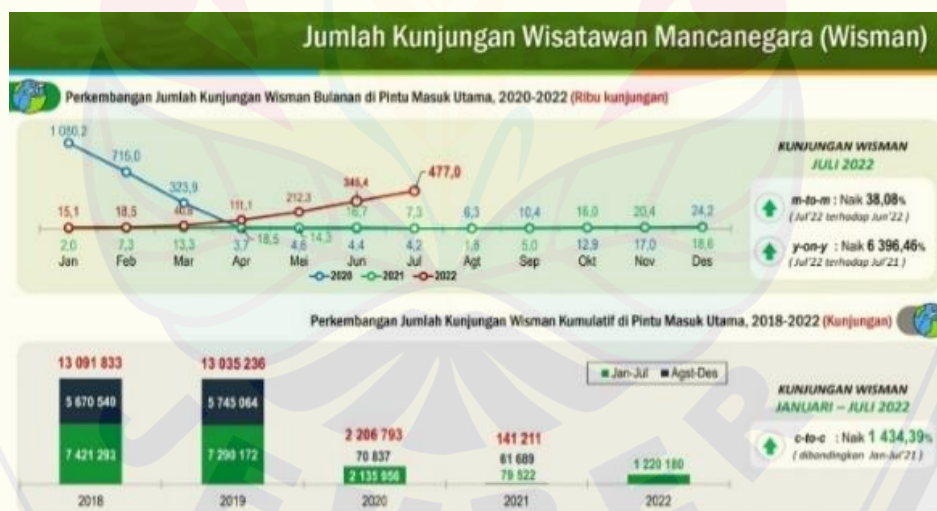 Jumlah Kunjungan Wisatawan Mancanegara (Wisman)
Perkembangan Jumlah Kunjungan Wisman Bulanan di Pintu Masuk Utama, 2020-2022 (Ribu kunjungan)
1 080,2
716,0
323,9
477,0
345,4
212,3
111,1
15,1 18,5 40,8 16,7 7,3 6,3 10,4 16,0 20,4 24,2
2,0 7,3 13,3 3,7 18,5 4,6 14,3 4,4 4,2 1,8 5,0 12,9 17,0 18,6
Jan Feb Mar Apr Mei Jun Jul Agt Sep Okt Nov Des
2020 2021 2022
KUNJUNGAN WISMAN
JULI 2022
m-to-m : Naik 38,08%
( Jul'22 terhadap Jun'22 )
y-on-y : Naik 6 396,46%
( Jul'22 terhadap Jul'21 )
Perkembangan Jumlah Kunjungan Wisman Kumulatif di Pintu Masuk Utama, 2018-2022 (Kunjungan)
Jan-Jul Agst-Des
13 091 833 13 035 236
5 670 540 5 745 064
7 421 293 7 290 172
2 206 793 141 211
70 837 61 689
2 135 956 79 522 1 220 180
2018 2019 2020 2021 2022
KUNJUNGAN WISMAN
JANUARI – JULI 2022
c-to-c : Naik 1 434,39%
( dibandingkan Jan-Jul'21 )